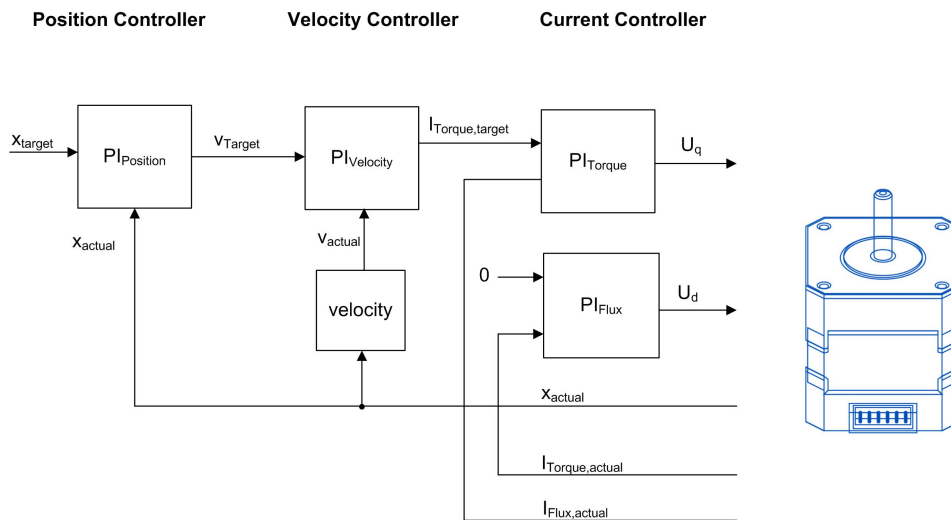 Position Controller
Velocity Controller
Current Controller
xtarget
PIPosition
vTarget
PIVelocity
ITorque,target
PITorque
Uq
xactual
vactual
velocity
0
PIFlux
Ud
xactual
ITorque,actual
IFlux,actual